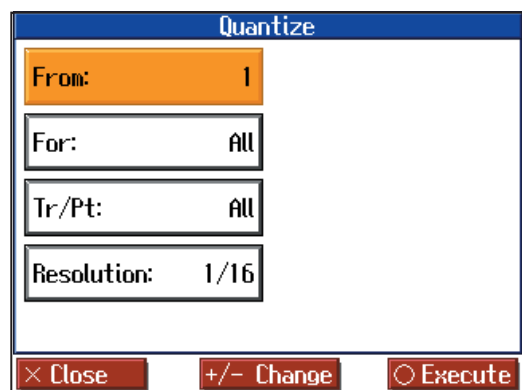 Quantize
From: 1
For: All
Tr/Pt: All
Resolution: 1/16
× Close +/- Change ○ Execute